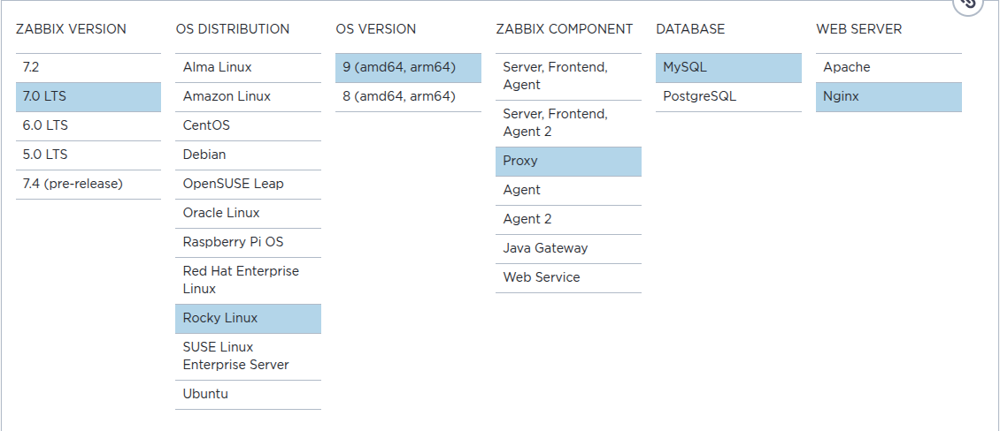 ZABBIX VERSION
OS DISTRIBUTION
OS VERSION
ZABBIX COMPONENT
DATABASE
WEB SERVER
7.2
7.0 LTS
6.0 LTS
5.0 LTS
7.4 (pre-release)
Alma Linux
Amazon Linux
CentOS
Debian
OpenSUSE Leap
Oracle Linux
Raspberry Pi OS
Red Hat Enterprise
Linux
Rocky Linux
SUSE Linux
Enterprise Server
Ubuntu
9 (amd64, arm64)
8 (amd64, arm64)
Server, Frontend,
Agent
Server, Frontend,
Agent 2
Proxy
Agent
Agent 2
Java Gateway
Web Service
MySQL
PostgreSQL
Apache
Nginx